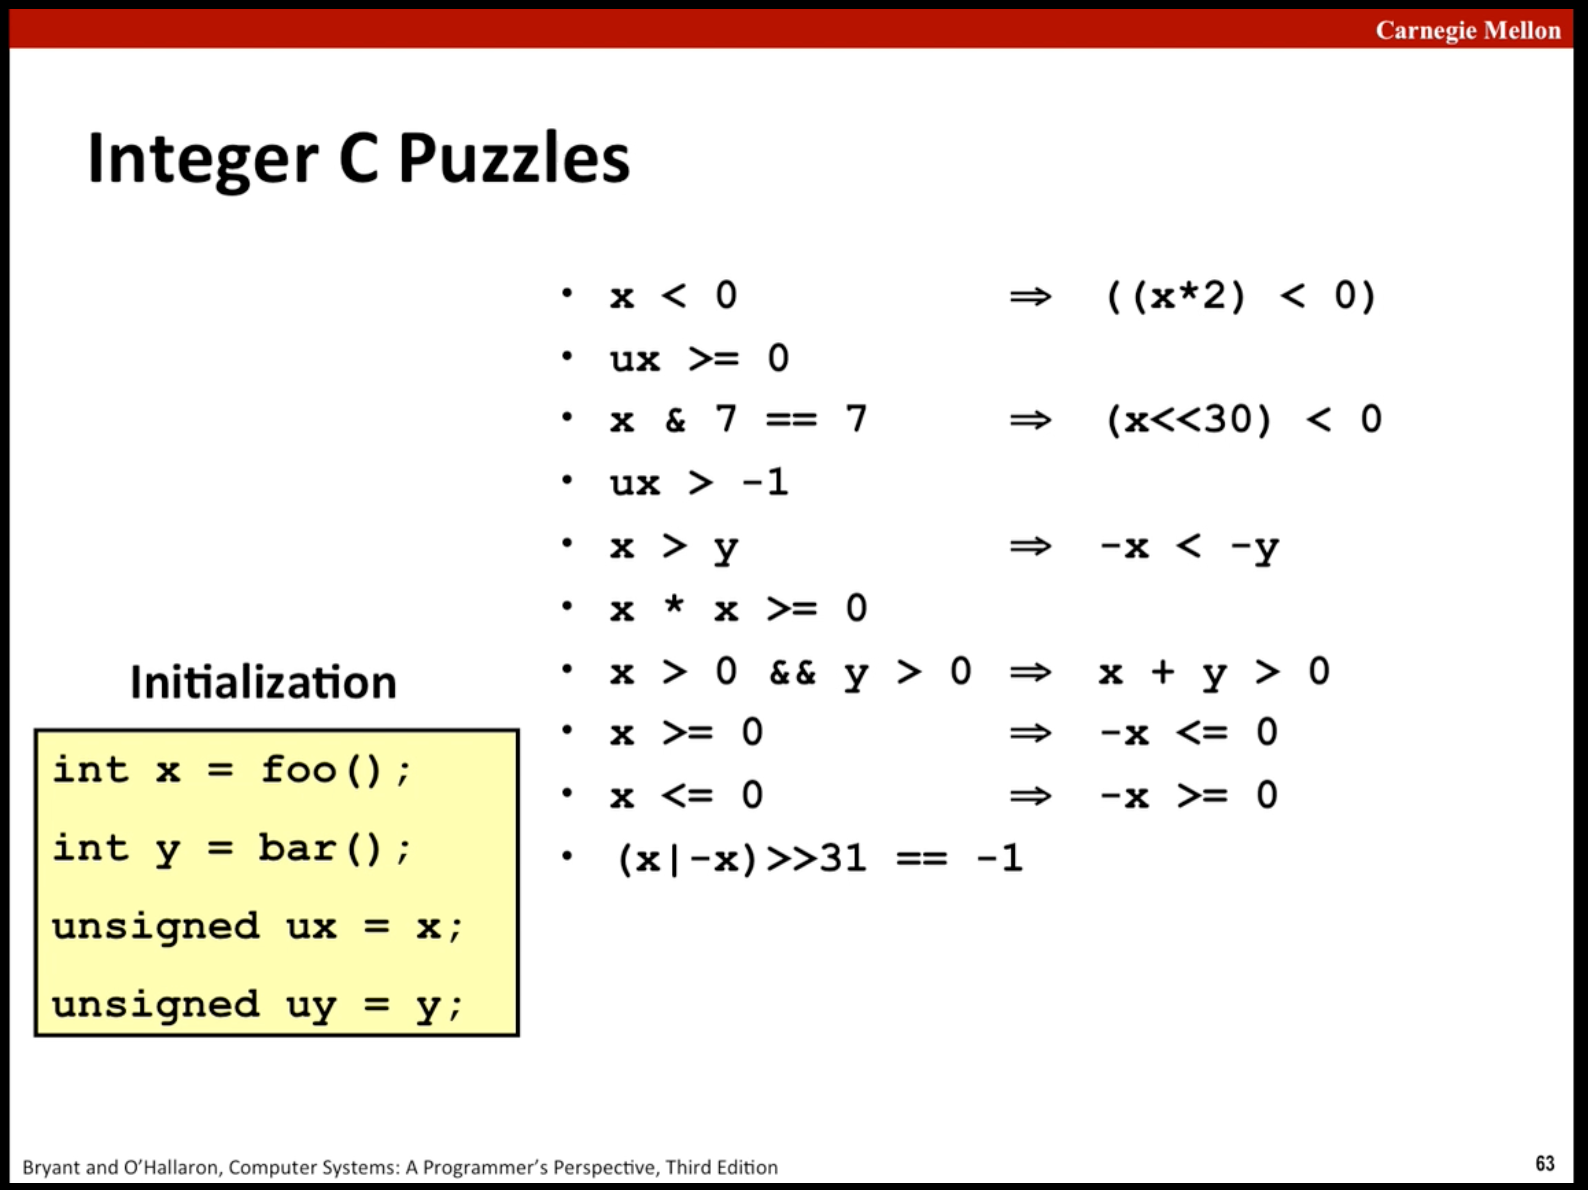 Carnegie Mellon
Integer C Puzzles
• x < 0 ⇒ ((x*2) < 0)
• ux >= 0
• x & 7 == 7 ⇒ (x<<30) < 0
• ux > -1
• x > y ⇒ -x < -y
• x * x >= 0
• x > 0 && y > 0 ⇒ x + y > 0
• x >= 0 ⇒ -x <= 0
• x <= 0 ⇒ -x >= 0
• (x|-x)>>31 == -1
Initialization
int x = foo();
int y = bar();
unsigned ux = x;
unsigned uy = y;
Bryant and O’Hallaron, Computer Systems: A Programmer’s Perspective, Third Edition
63